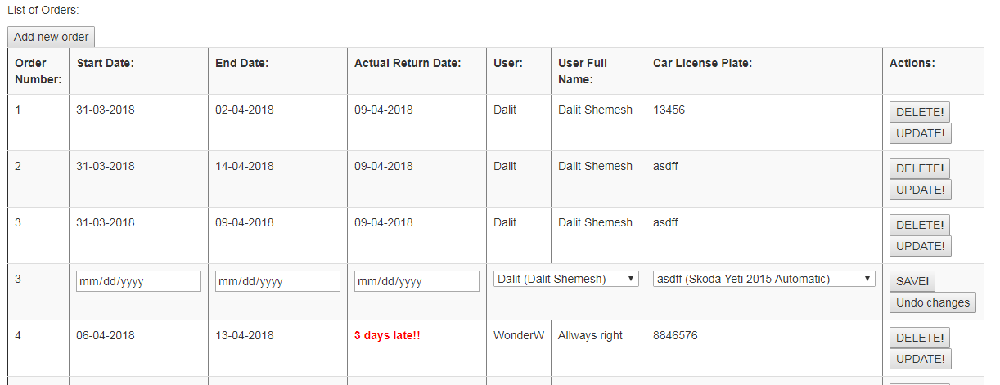 List of Orders:
Add new order
Order Number: Start Date: End Date: Actual Return Date: User: User Full Name: Car License Plate: Actions:
1 31-03-2018 02-04-2018 09-04-2018 Dalit Dalit Shemesh 13456 DELETE!
UPDATE!
2 31-03-2018 14-04-2018 09-04-2018 Dalit Dalit Shemesh asdff DELETE!
UPDATE!
3 31-03-2018 09-04-2018 09-04-2018 Dalit Dalit Shemesh asdff DELETE!
UPDATE!
3 mm/dd/yyyy mm/dd/yyyy mm/dd/yyyy Dalit (Dalit Shemesh) asdff (Skoda Yeti 2015 Automatic) SAVE!
Undo changes
4 06-04-2018 13-04-2018 3 days late!! WonderW Allways right 8846576 DELETE!
UPDATE!